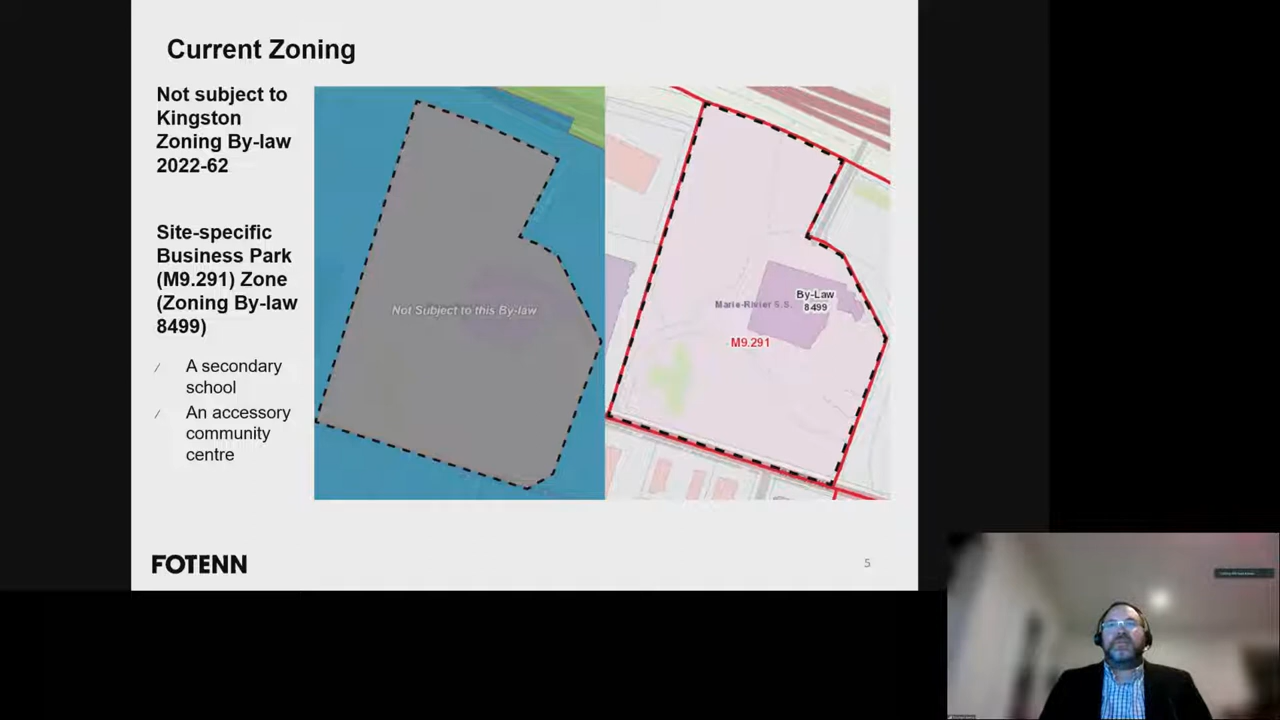 Current Zoning
Not subject to
Kingston
Zoning By-law
2022-62
Site-specific
Business Park
(M9.291) Zone
(Zoning By-law
8499)
A secondary
school
An accessory
community
centre
Not Subject to this By-law
Marie-Rivier S.S.
By-Law
8499
M9.291
FOTENN
5